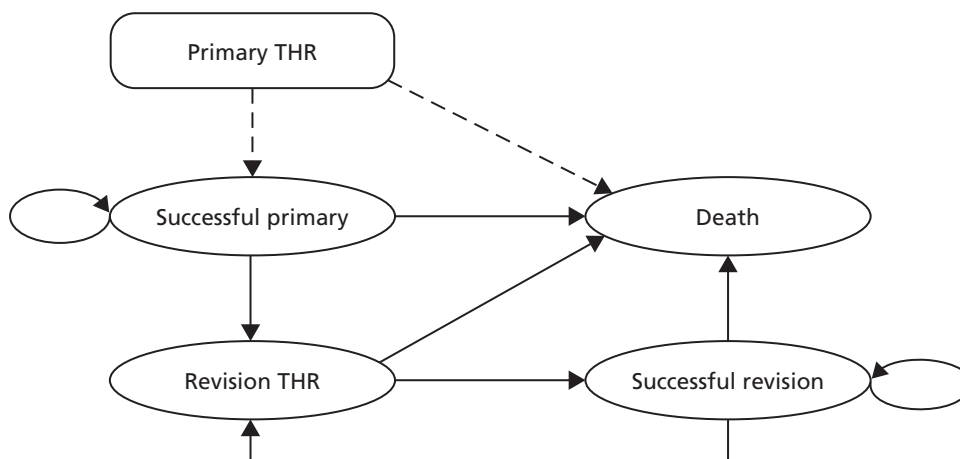 Primary THR
Successful primary
Death
Revision THR
Successful revision